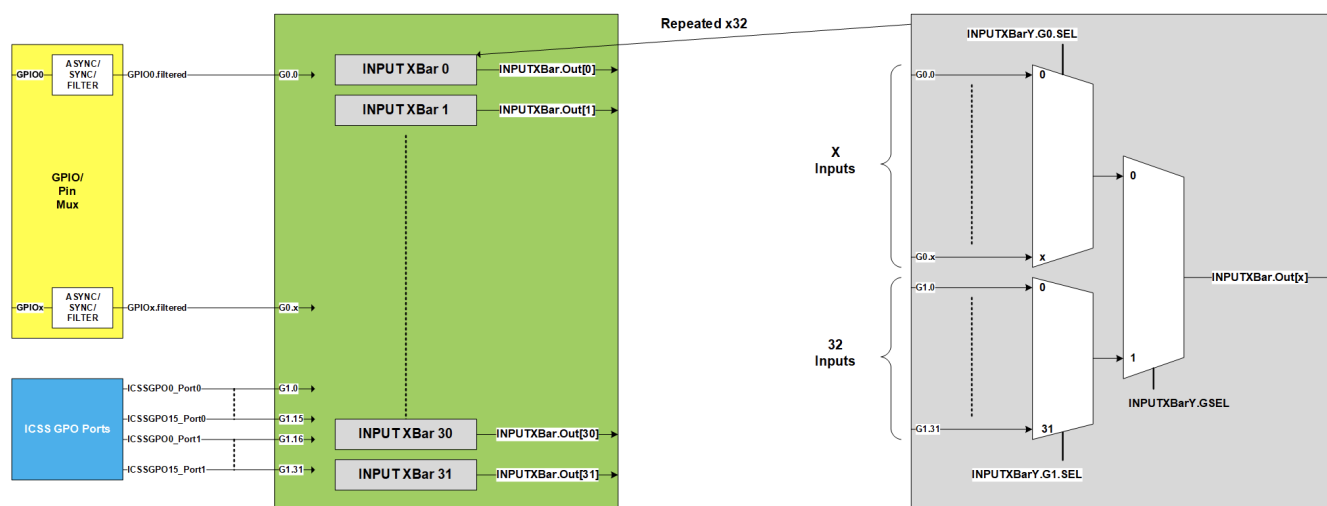 Repeated x32
INPUTXBarY.G0.SEL
GPIO0
ASYNC/
SYNC/
FILTER
GPIO0.filtered
G0.0
INPUT XBar 0
INPUTXBar.Out[0]
INPUT XBar 1
INPUTXBar.Out[1]
GPIO/
Pin
Mux
GPIOx
ASYNC/
SYNC/
FILTER
GPIOx.filtered
G0.x
ICSS GPO Ports
ICSSGPO0_Port0
G1.0
ICSSGPO15_Port0
G1.15
ICSSGPO0_Port1
G1.16
ICSSGPO15_Port1
G1.31
INPUT XBar 30
INPUTXBar.Out[30]
INPUT XBar 31
INPUTXBar.Out[31]
X
Inputs
G0.0
0
G0.x
x
32
Inputs
G1.0
0
G1.31
31
0
1
INPUTXBar.Out[x]
INPUTXBarY.GSEL
INPUTXBarY.G1.SEL